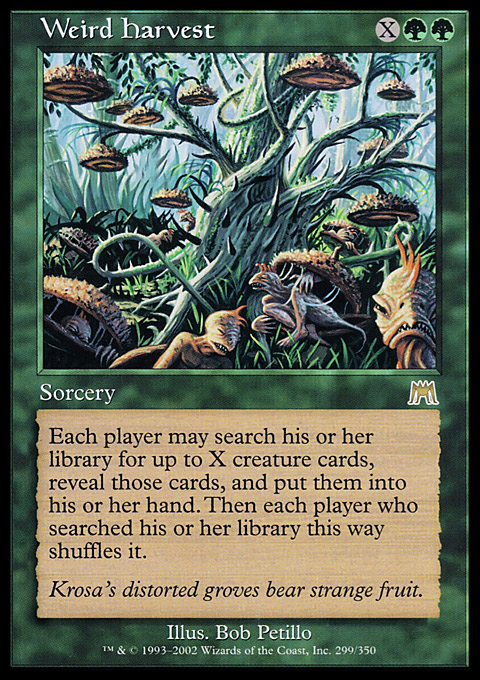 Weird Harvest X
Sorcery
Each player may search his or her
library for up to X creature cards,
reveal those cards, and put them into
his or her hand. Then each player who
searched his or her library this way
shuffles it.
Krosa's distorted groves bear strange fruit.
Illus. Bob Petillo
™ & © 1993–2002 Wizards of the Coast, Inc. 299/350